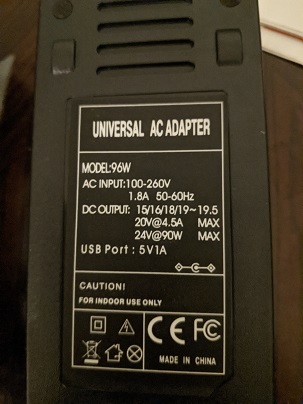 UNIVERSAL AC ADAPTER
MODEL:96W
AC INPUT:100-260V
1.8A 50-60Hz
DC OUTPUT: 15/16/18/19~19.5
20V@4.5A MAX
24V@90W MAX
USB Port : 5V1A
CAUTION!
FOR INDOOR USE ONLY
CE FC
MADE IN CHINA